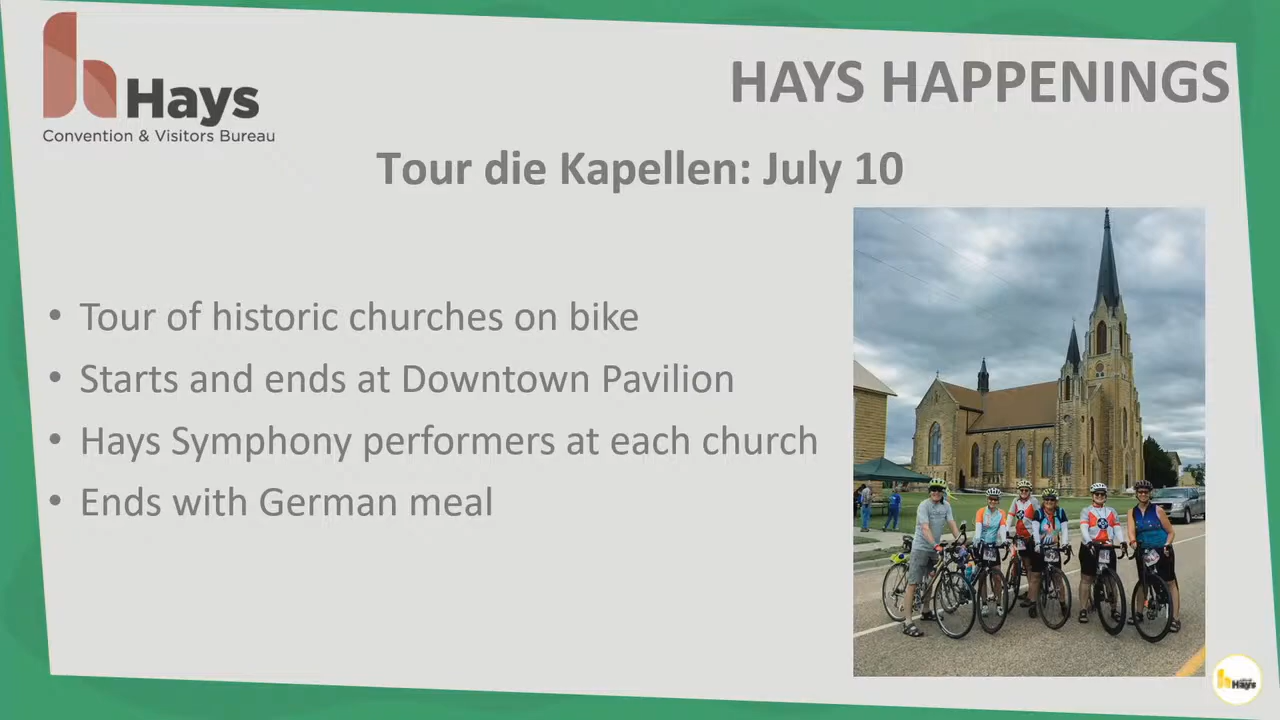 Hays
Convention & Visitors Bureau
HAYS HAPPENINGS
Tour die Kapellen: July 10
• Tour of historic churches on bike
• Starts and ends at Downtown Pavilion
• Hays Symphony performers at each church
• Ends with German meal
Hays